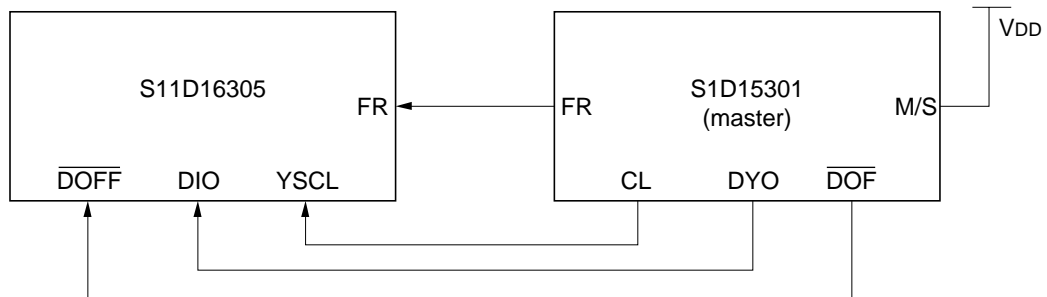 VDD
S11D16305
S1D15301
(master)
FR
FR
M/S
DOFF
DIO
YSCL
CL
DYO
DOF